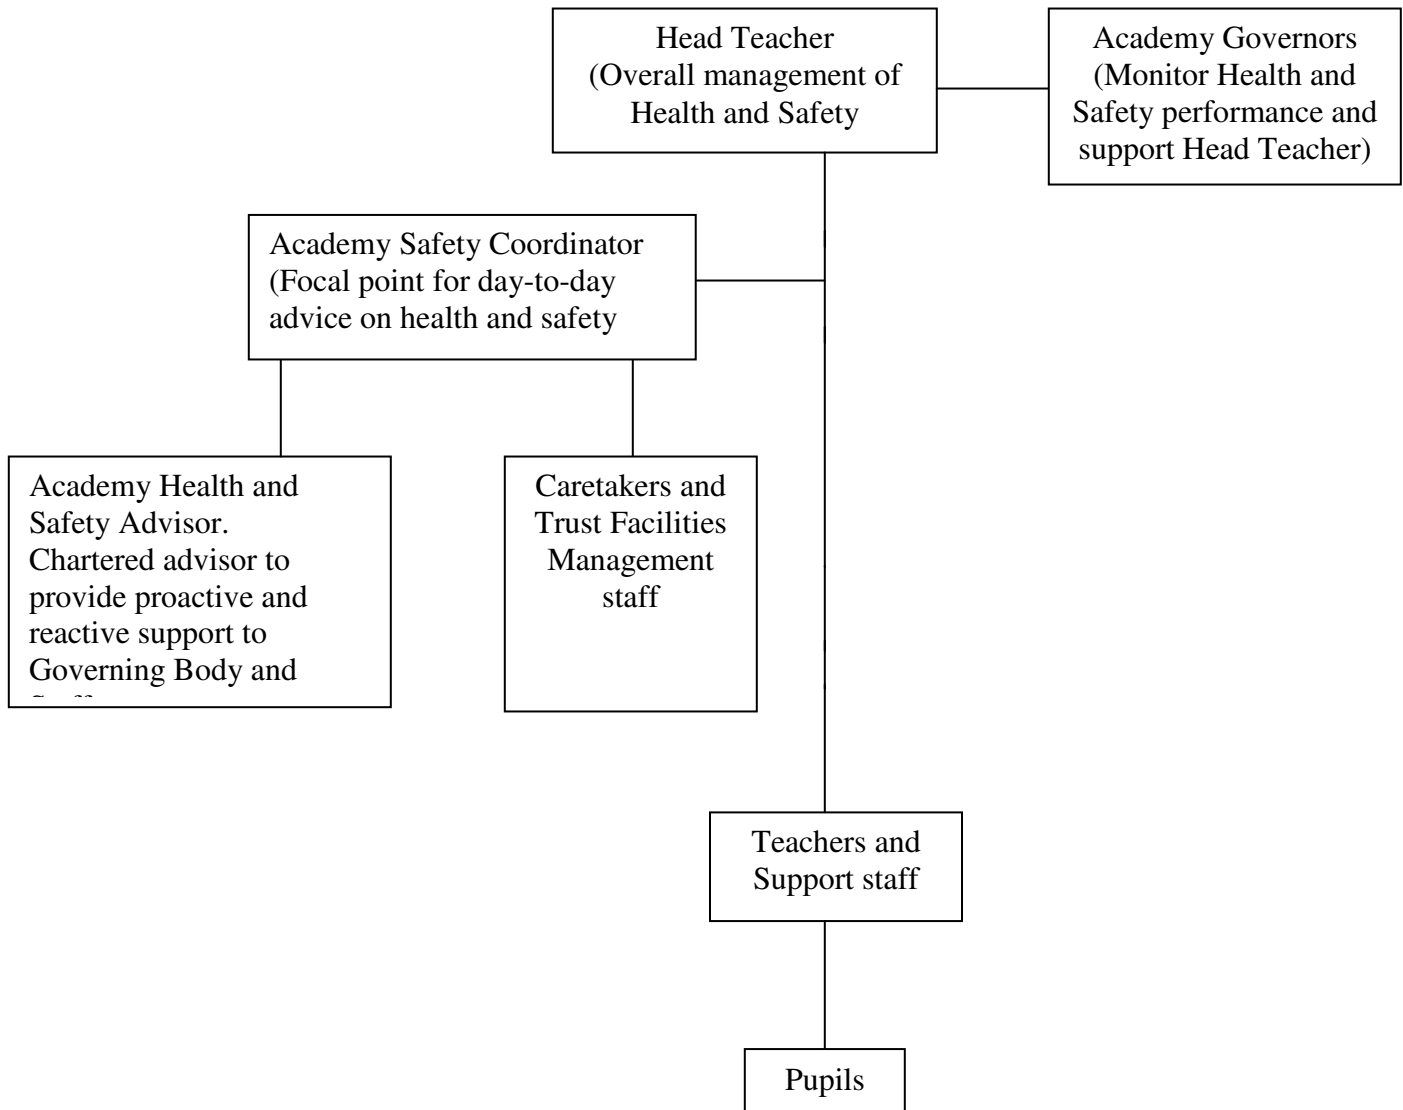 Head Teacher
(Overall management of
Health and Safety
Academy Governors
(Monitor Health and
Safety performance and
support Head Teacher)
Academy Safety Coordinator
(Focal point for day-to-day
advice on health and safety
Academy Health and
Safety Advisor.
Chartered advisor to
provide proactive and
reactive support to
Governing Body and
Caretakers and
Trust Facilities
Management
staff
Teachers and
Support staff
Pupils